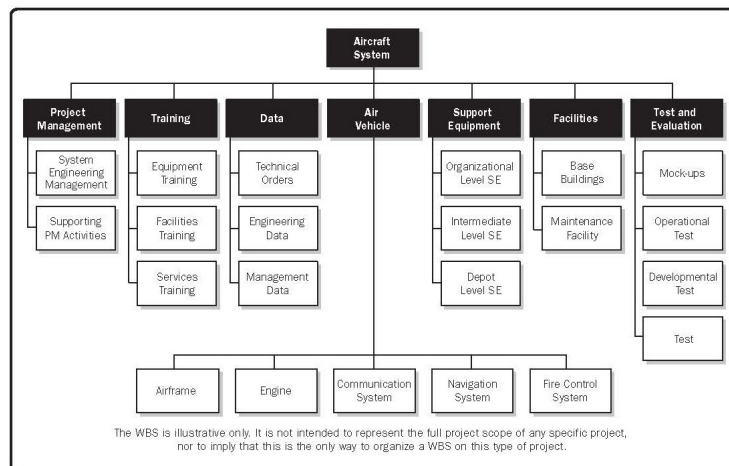 Aircraft
System
Project
Management
Training
Data
Air
Vehicle
Support
Equipment
Facilities
Test and
Evaluation
System
Engineering
Management
Equipment
Training
Technical
Orders
Organizational
Level SE
Base
Buildings
Mock-ups
Supporting
PM Activities
Facilities
Training
Engineering
Data
Intermediate
Level SE
Maintenance
Facility
Operational
Test
Services
Training
Management
Data
Depot
Level SE
Developmental
Test
Test
Airframe
Engine
Communication
System
Navigation
System
Fire Control
System
The WBS is illustrative only. It is not intended to represent the full project scope of any specific project,
nor to imply that this is the only way to organize a WBS on this type of project.